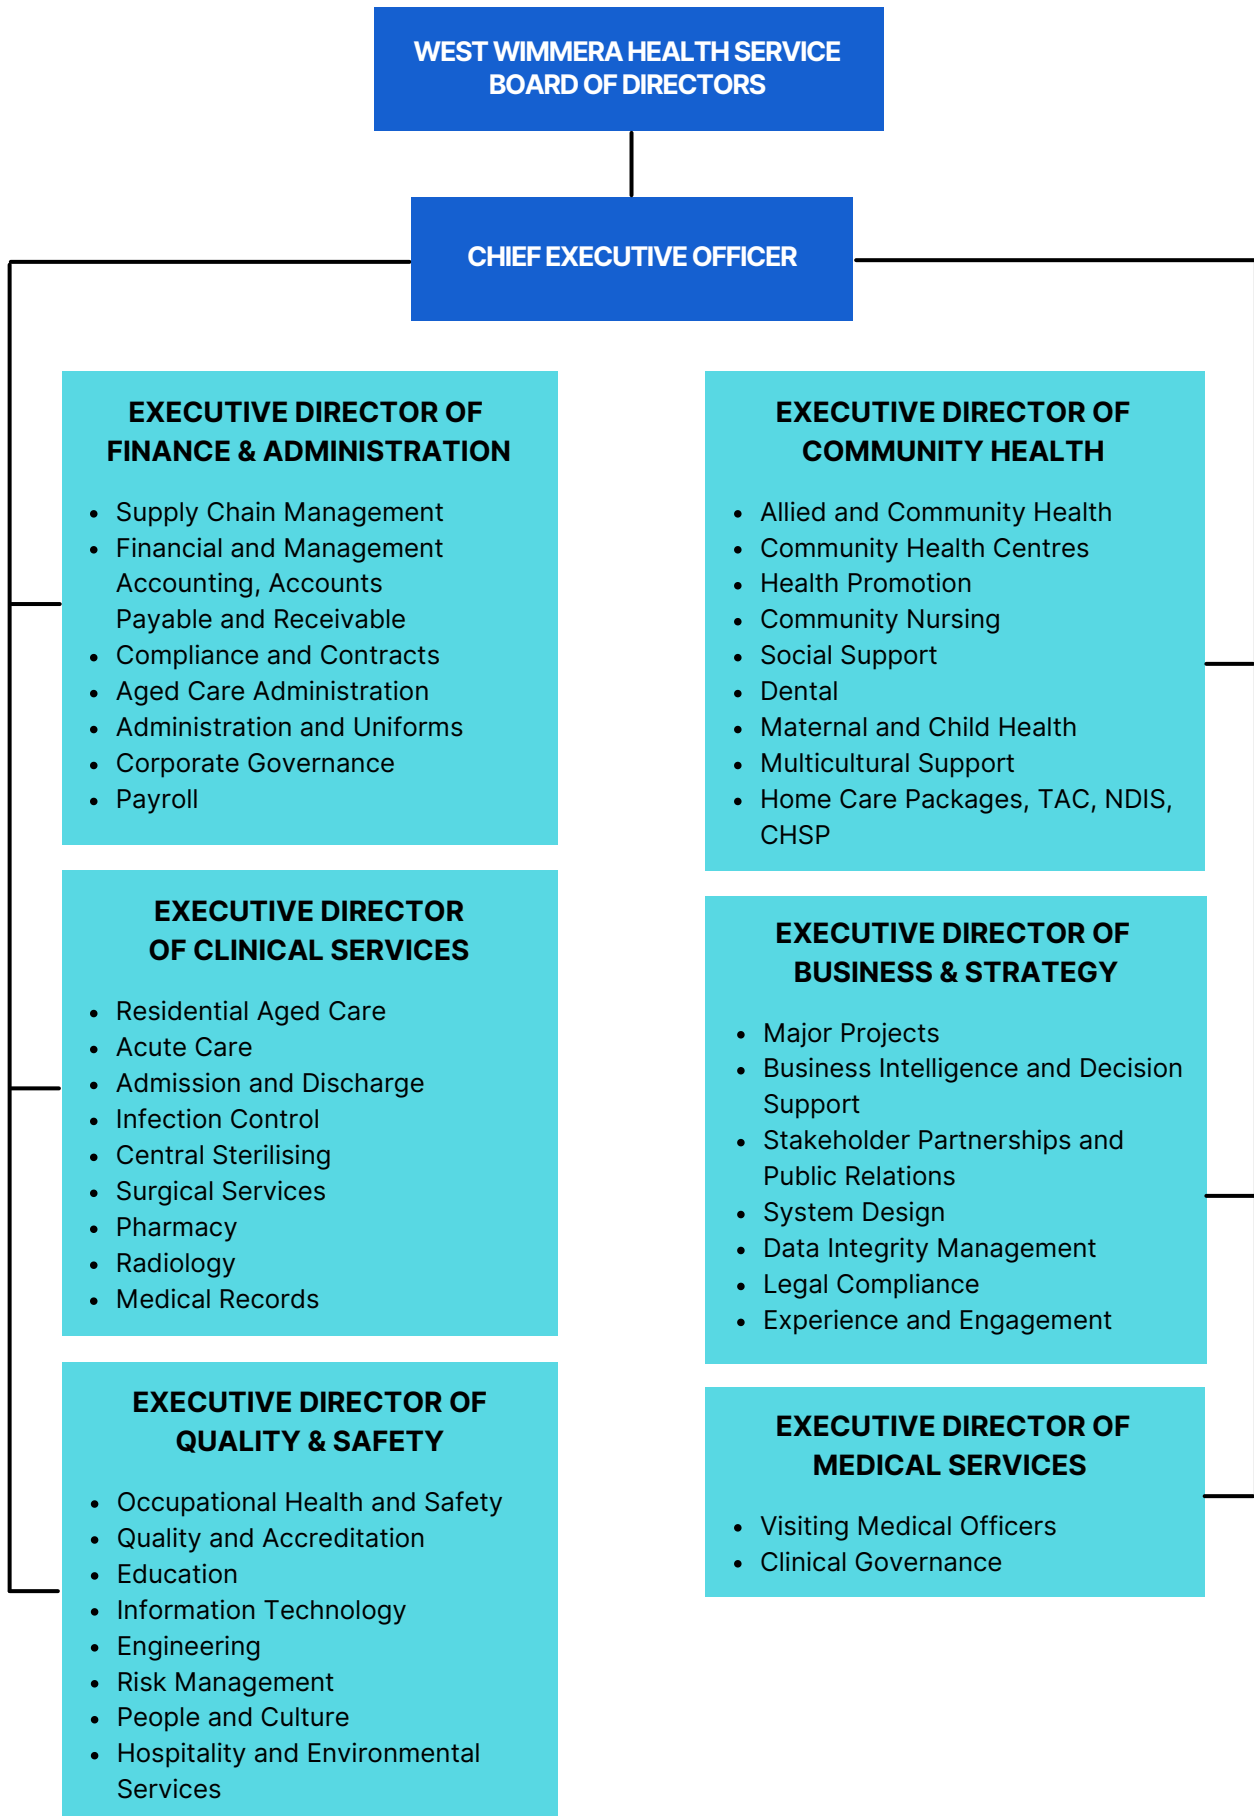 WEST WIMMERA HEALTH SERVICE
BOARD OF DIRECTORS
CHIEF EXECUTIVE OFFICER
EXECUTIVE DIRECTOR OF
FINANCE & ADMINISTRATION
• Supply Chain Management
• Financial and Management
Accounting, Accounts
Payable and Receivable
• Compliance and Contracts
• Aged Care Administration
• Administration and Uniforms
• Corporate Governance
• Payroll
EXECUTIVE DIRECTOR
OF CLINICAL SERVICES
• Residential Aged Care
• Acute Care
• Admission and Discharge
• Infection Control
• Central Sterilising
• Surgical Services
• Pharmacy
• Radiology
• Medical Records
EXECUTIVE DIRECTOR OF
QUALITY & SAFETY
• Occupational Health and Safety
• Quality and Accreditation
• Education
• Information Technology
• Engineering
• Risk Management
• People and Culture
• Hospitality and Environmental
Services
EXECUTIVE DIRECTOR OF
COMMUNITY HEALTH
• Allied and Community Health
• Community Health Centres
• Health Promotion
• Community Nursing
• Social Support
• Dental
• Maternal and Child Health
• Multicultural Support
• Home Care Packages, TAC, NDIS,
CHSP
EXECUTIVE DIRECTOR OF
BUSINESS & STRATEGY
• Major Projects
• Business Intelligence and Decision
Support
• Stakeholder Partnerships and
Public Relations
• System Design
• Data Integrity Management
• Legal Compliance
• Experience and Engagement
EXECUTIVE DIRECTOR OF
MEDICAL SERVICES
• Visiting Medical Officers
• Clinical Governance